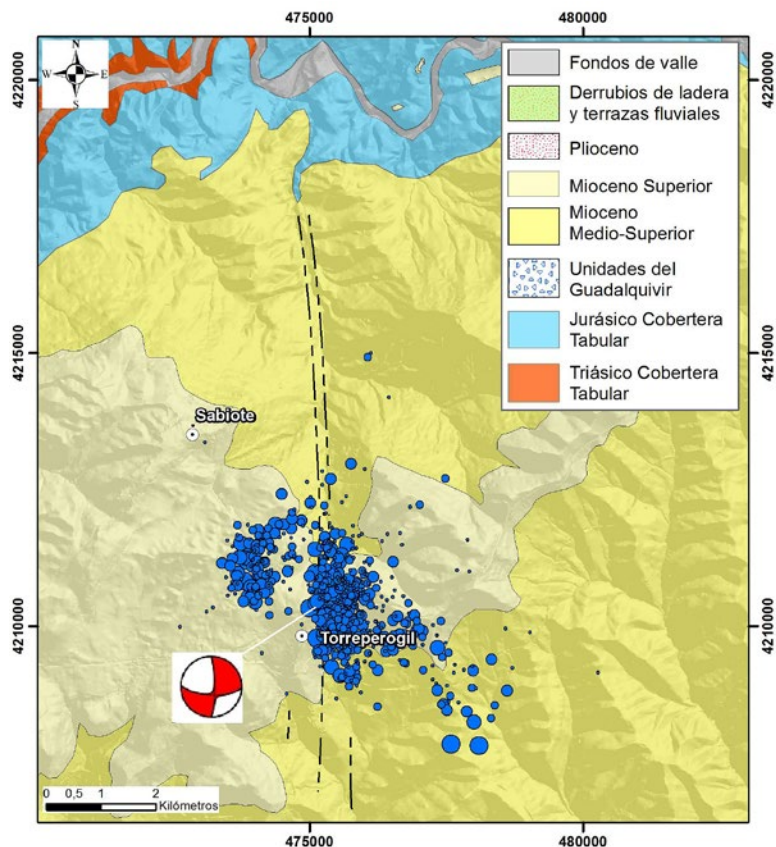 475000
480000
4220000
4220000
N
W
E
S
Fondos de valle
Derrubios de ladera
y terrazas fluviales
Plioceno
Mioceno Superior
Mioceno
Medio-Superior
Unidades del
Guadalquivir
Jurásico Cobertera
Tabular
Triásico Cobertera
Tabular
4215000
4215000
Sabiote
4210000
4210000
Torreperogil
0 0,5 1 2
Kilómetros
475000
480000